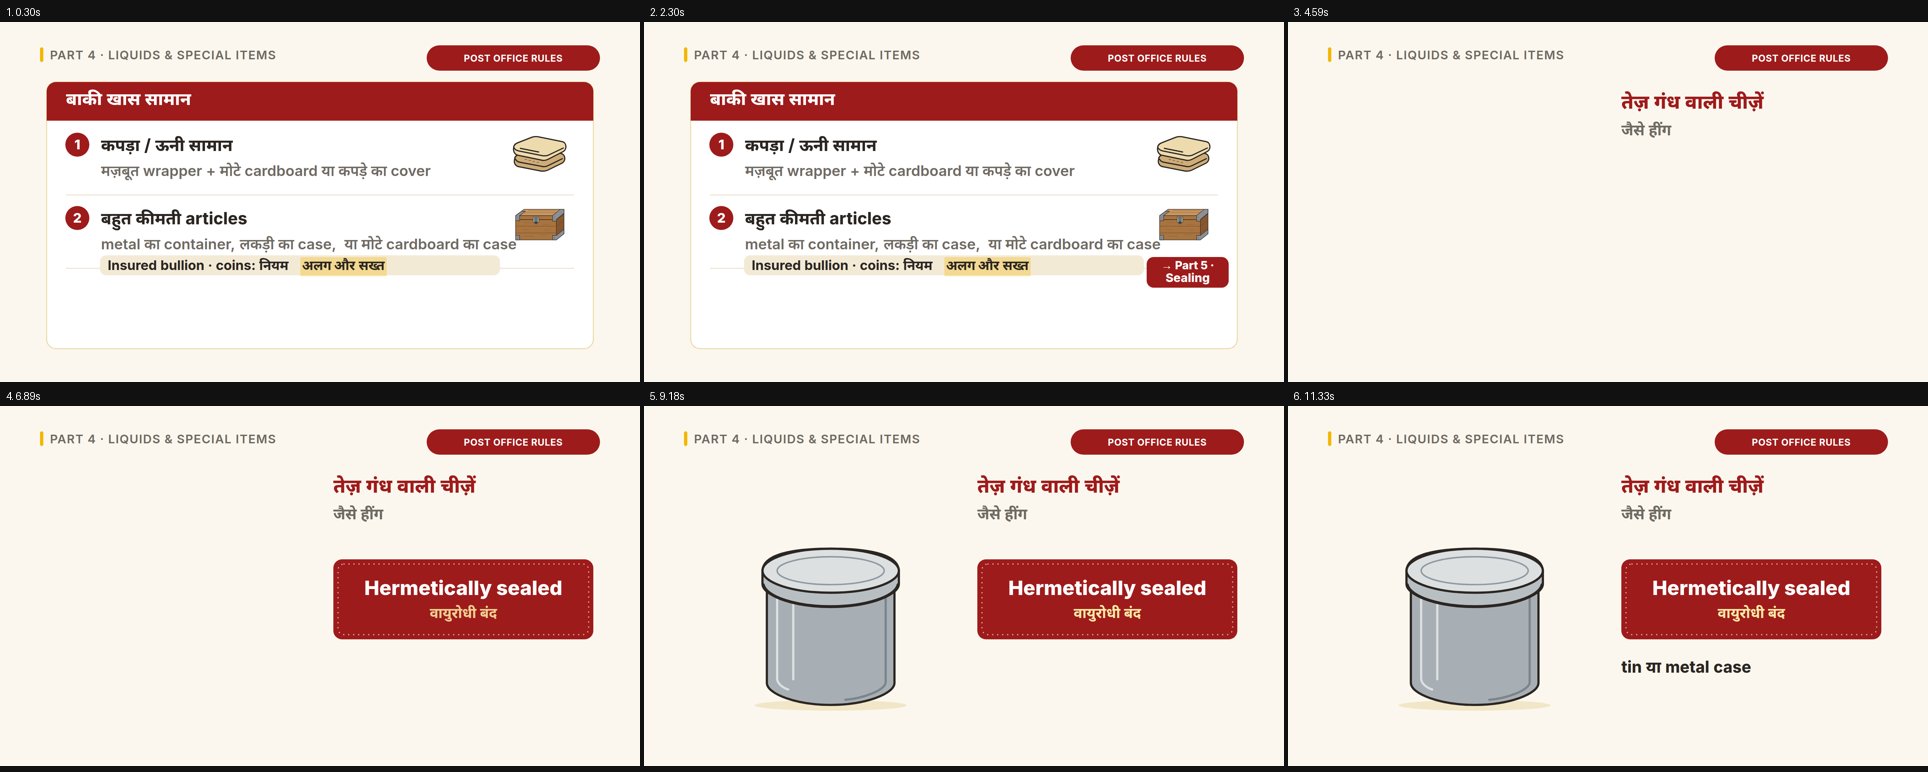 1. 0.30s
PART 4 · LIQUIDS & SPECIAL ITEMS
POST OFFICE RULES
बाकी खास सामान
1
कपड़ा / ऊनी सामान
मज़बूत wrapper + मोटे cardboard या कपड़े का cover
2
बहुत कीमती articles
metal का container, लकड़ी का case, या मोटे cardboard का case
Insured bullion · coins: नियम अलग और सख्त
2. 2.30s
PART 4 · LIQUIDS & SPECIAL ITEMS
POST OFFICE RULES
बाकी खास सामान
1
कपड़ा / ऊनी सामान
मज़बूत wrapper + मोटे cardboard या कपड़े का cover
2
बहुत कीमती articles
metal का container, लकड़ी का case, या मोटे cardboard का case
Insured bullion · coins: नियम अलग और सख्त
→ Part 5 ·
Sealing
3. 4.59s
PART 4 · LIQUIDS & SPECIAL ITEMS
POST OFFICE RULES
तेज़ गंध वाली चीज़ें
जैसे हींग
4. 6.89s
PART 4 · LIQUIDS & SPECIAL ITEMS
POST OFFICE RULES
तेज़ गंध वाली चीज़ें
जैसे हींग
Hermetically sealed
वायुरोधी बंद
5. 9.18s
PART 4 · LIQUIDS & SPECIAL ITEMS
POST OFFICE RULES
तेज़ गंध वाली चीज़ें
जैसे हींग
Hermetically sealed
वायुरोधी बंद
6. 11.33s
PART 4 · LIQUIDS & SPECIAL ITEMS
POST OFFICE RULES
तेज़ गंध वाली चीज़ें
जैसे हींग
Hermetically sealed
वायुरोधी बंद
tin या metal case